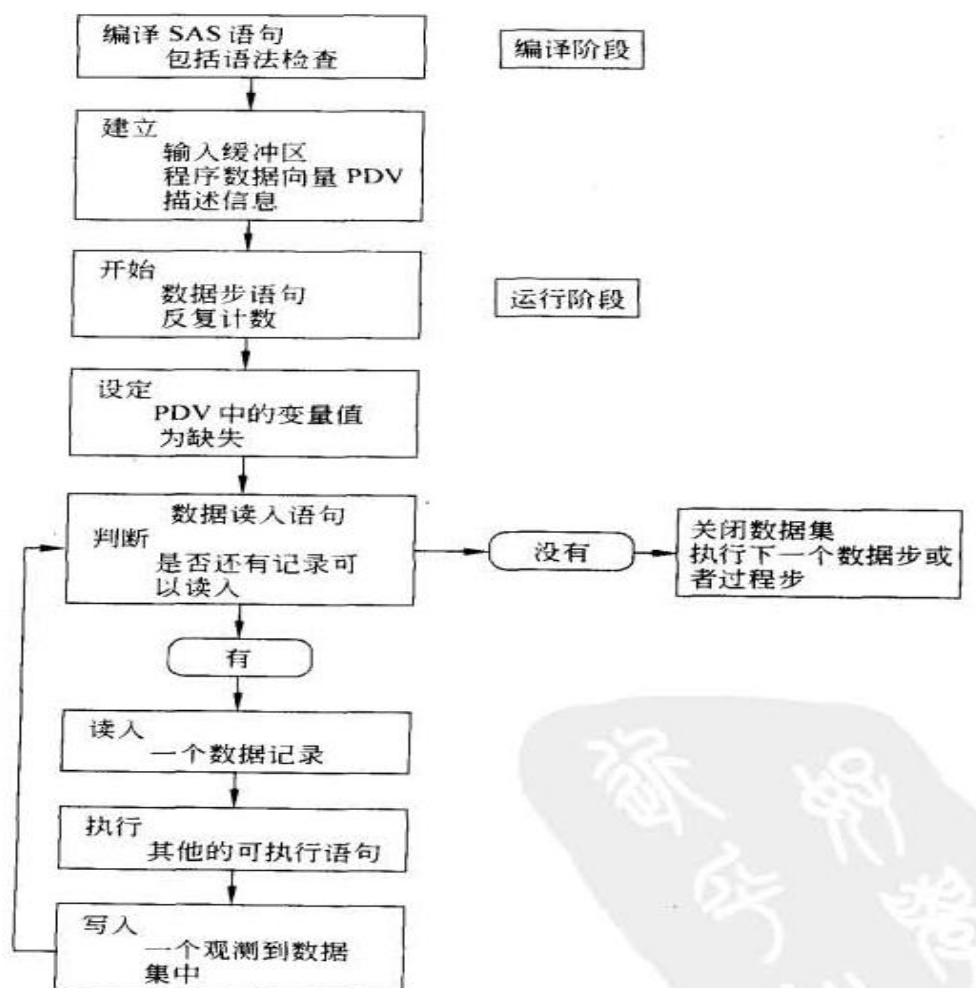 编译 SAS 语句
包括语法检查
编译阶段
建立
输入缓冲区
程序数据向量 PDV
描述信息
开始
数据步语句
反复计数
运行阶段
设定
PDV 中的变量值
为缺失
数据读入语句
判断
是否还有记录可
以读入
没有
关闭数据集
执行下一个数据步或
者过程步
有
读入
一个数据记录
执行
其他的可执行语句
写入
一个观测到数据
集中